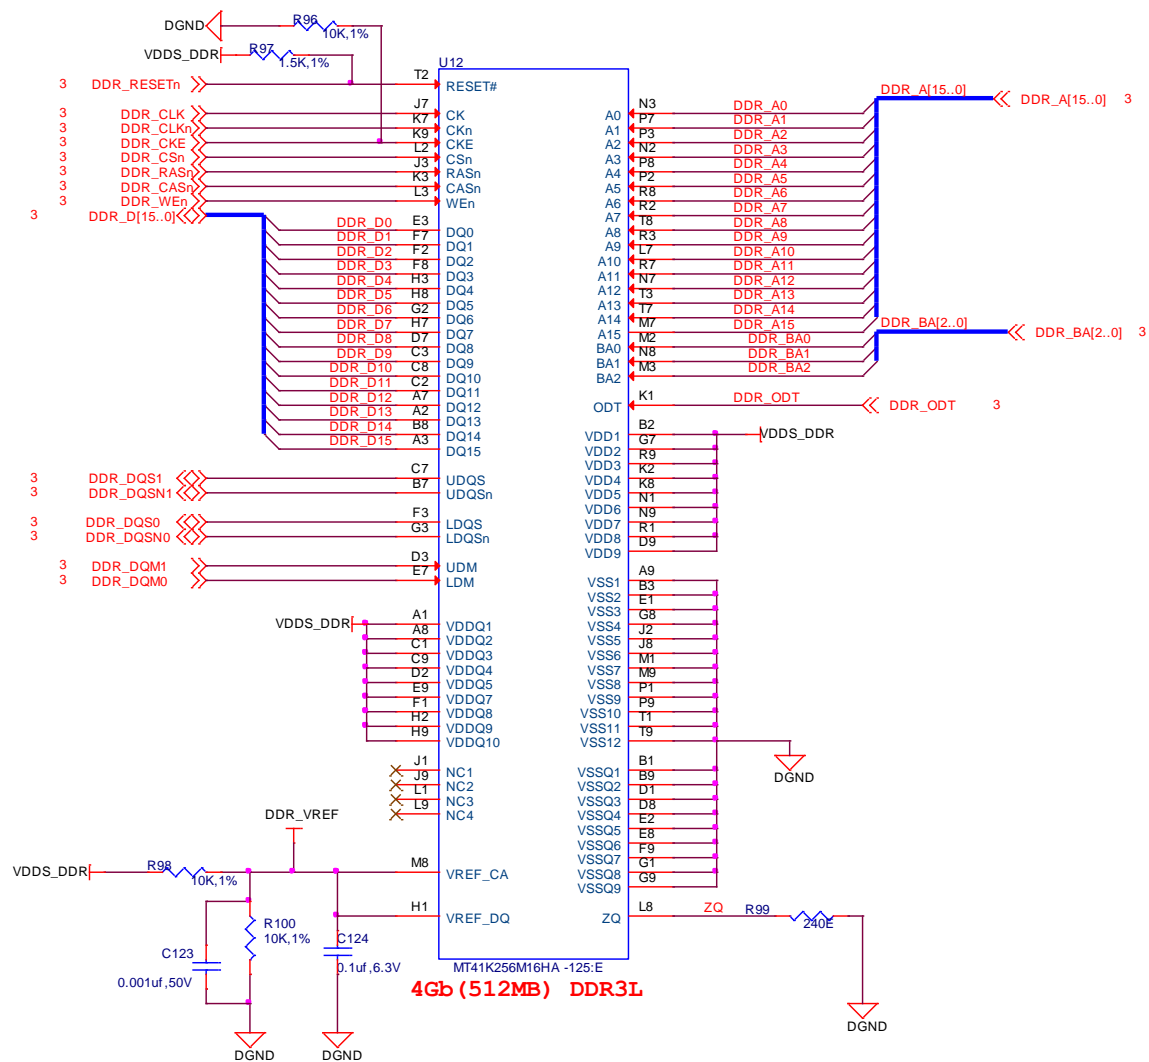 R96
DGND
10K,1%
VDDS_DDR
R97
1.5K,1%
U12
3 DDR_RESETn T2 RESET#
3 DDR_CLK J7 CK
3 DDR_CLKn K7 CKn
3 DDR_CKE K9 CKE
3 DDR_CSn L2 CSn
3 DDR_RASn J3 RASn
3 DDR_CASn K3 CASn
3 DDR_WEn L3 WEn
3 DDR_D[15..0]
DDR_D0 E3 DQ0
DDR_D1 F7 DQ1
DDR_D2 F2 DQ2
DDR_D3 F8 DQ3
DDR_D4 H3 DQ4
DDR_D5 H8 DQ5
DDR_D6 G2 DQ6
DDR_D7 H7 DQ7
DDR_D8 D7 DQ8
DDR_D9 C3 DQ9
DDR_D10 C8 DQ10
DDR_D11 C2 DQ11
DDR_D12 A7 DQ12
DDR_D13 A2 DQ13
DDR_D14 B8 DQ14
DDR_D15 A3 DQ15
3 DDR_DQS1 C7 UDQS
3 DDR_DQSN1 B7 UDQSn
3 DDR_DQS0 F3 LDQS
3 DDR_DQSN0 G3 LDQSn
3 DDR_DQM1 D3 UDM
3 DDR_DQM0 E7 LDM
VDDS_DDR A1 VDDQ1
A8 VDDQ2
C1 VDDQ3
C9 VDDQ4
D2 VDDQ5
E9 VDDQ7
F1 VDDQ8
H2 VDDQ9
H9 VDDQ10
J1 NC1
J9 NC2
L1 NC3
L9 NC4
DDR_VREF
VDDS_DDR R98 M8 VREF_CA
10K,1%
H1 VREF_DQ
R100
10K,1%
C123
0.001uf,50V
C124
0.1uf,6.3V
DGND
DGND
A0 N3 DDR_A0
A1 P7 DDR_A1
A2 P3 DDR_A2
A3 N2 DDR_A3
A4 P8 DDR_A4
A5 P2 DDR_A5
A6 R8 DDR_A6
A7 R2 DDR_A7
A8 T8 DDR_A8
A9 R3 DDR_A9
A10 L7 DDR_A10
A11 R7 DDR_A11
A12 N7 DDR_A12
A13 T3 DDR_A13
A14 T7 DDR_A14
A15 M7 DDR_A15
DDR_A[15..0] DDR_A[15..0] 3
BA0 M2 DDR_BA0
BA1 N8 DDR_BA1
BA2 M3 DDR_BA2
DDR_BA[2..0] DDR_BA[2..0] 3
ODT K1 DDR_ODT DDR_ODT 3
VDD1 B2 VDDS_DDR
VDD2 G7
VDD3 R9
VDD4 K2
VDD5 K8
VDD6 N1
VDD7 N9
VDD8 R1
VDD9 D9
VSS1 A9
VSS2 B3
VSS3 E1
VSS4 G8
VSS5 J2
VSS6 J8
VSS7 M1
VSS8 M9
VSS9 P1
VSS10 P9
VSS11 T1
VSS12 T9
DGND
VSSQ1 B1
VSSQ2 B9
VSSQ3 D1
VSSQ4 D8
VSSQ5 E2
VSSQ6 E8
VSSQ7 F9
VSSQ8 G1
VSSQ9 G9
ZQ L8 ZQ R99
240E
DGND
MT41K256M16HA -125:E
4Gb(512MB) DDR3L